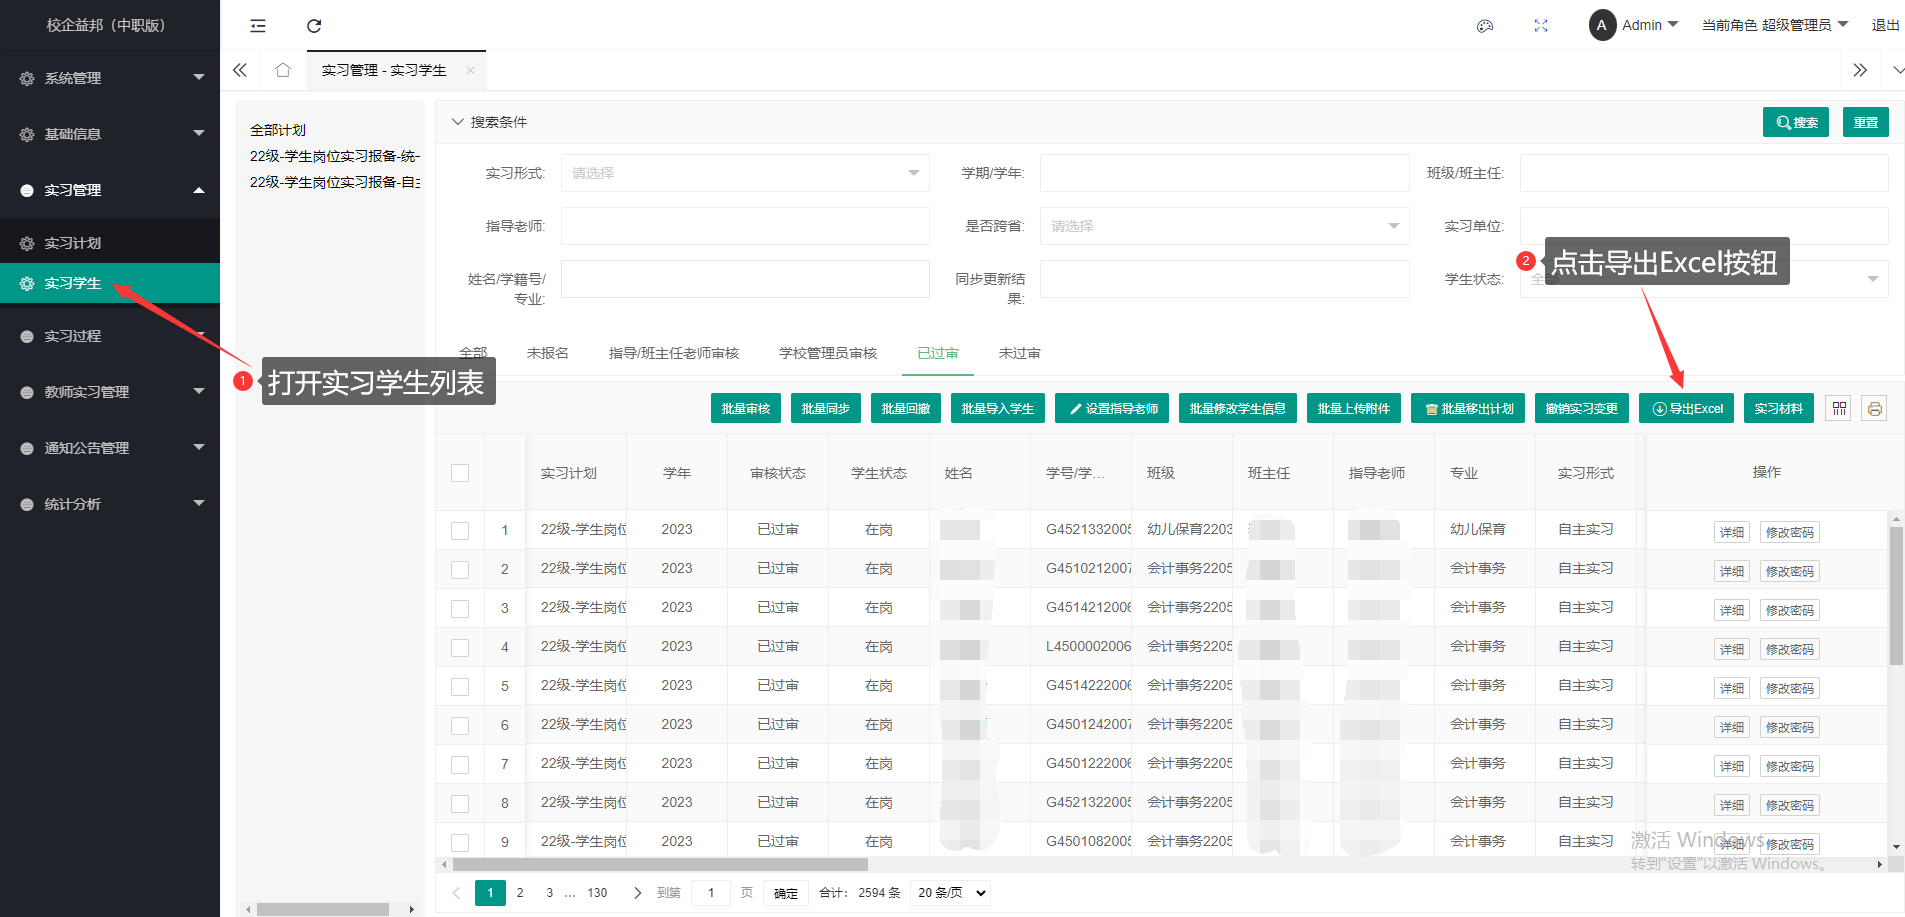 校企益邦（中职版）
Admin
当前角色 超级管理员
退出
系统管理
基础信息
实习管理
实习计划
实习学生
实习过程
教师实习管理
通知公告管理
统计分析
实习管理 - 实习学生
全部计划
22级-学生岗位实习报备-统一
22级-学生岗位实习报备-自主
搜索条件
搜索
重置
实习形式:
请选择
学期/学年:
班级/班主任:
指导老师:
是否跨省:
请选择
实习单位:
姓名/学籍号/
专业:
同步更新结
果:
学生状态:
2
点击导出Excel按钮
全部
未报名
指导/班主任老师审核
学校管理员审核
已过审
未过审
1
打开实习学生列表
批量审核
批量同步
批量回撤
批量导入学生
设置指导老师
批量修改学生信息
批量上传附件
批量移出计划
撤销实习变更
导出Excel
实习材料
实习计划 学年 审核状态 学生状态 姓名 学号/学... 班级 班主任 指导老师 专业 实习形式 操作
1 22级-学生岗位 2023 已过审 在岗 G4521332005 幼儿保育2203 幼儿保育 自主实习 详细 修改密码
2 22级-学生岗位 2023 已过审 在岗 G4510212007 会计事务2205 会计事务 自主实习 详细 修改密码
3 22级-学生岗位 2023 已过审 在岗 G4514212006 会计事务2205 会计事务 自主实习 详细 修改密码
4 22级-学生岗位 2023 已过审 在岗 L4500002006 会计事务2205 会计事务 自主实习 详细 修改密码
5 22级-学生岗位 2023 已过审 在岗 G4514222006 会计事务2205 会计事务 自主实习 详细 修改密码
6 22级-学生岗位 2023 已过审 在岗 G4501242007 会计事务2205 会计事务 自主实习 详细 修改密码
7 22级-学生岗位 2023 已过审 在岗 G4501222006 会计事务2205 会计事务 自主实习 详细 修改密码
8 22级-学生岗位 2023 已过审 在岗 G4521322005 会计事务2205 会计事务 自主实习 详细 修改密码
9 22级-学生岗位 2023 已过审 在岗 G4501082005 会计事务2205 会计事务 自主实习 详细 修改密码
激活 Windows
转到"设置"以激活 Windows。
1 2 3 ... 130 到第 1 页 确定 合计： 2594 条 20 条/页